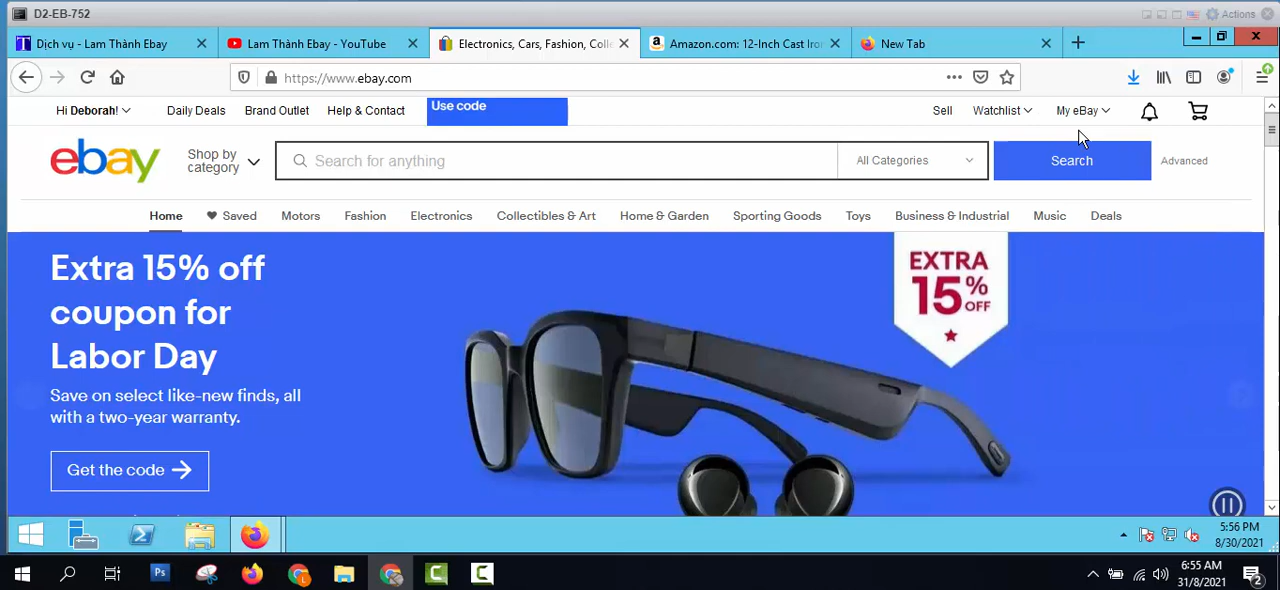 D2-EB-752
Actions
Dịch vụ - Lam Thành Ebay
Lam Thành Ebay - YouTube
Electronics, Cars, Fashion, Coll
Amazon.com: 12-Inch Cast Iron
New Tab
https://www.ebay.com
Hi Deborah!
Daily Deals
Brand Outlet
Help & Contact
Use code
Sell
Watchlist
My eBay
ebay
Shop by
category
Search for anything
All Categories
Search
Advanced
Home
Saved
Motors
Fashion
Electronics
Collectibles & Art
Home & Garden
Sporting Goods
Toys
Business & Industrial
Music
Deals
Extra 15% off
coupon for
Labor Day
Save on select like-new finds, all
with a two-year warranty.
Get the code
EXTRA
15%
OFF
5:56 PM
8/30/2021
Ps
6:55 AM
31/8/2021
2